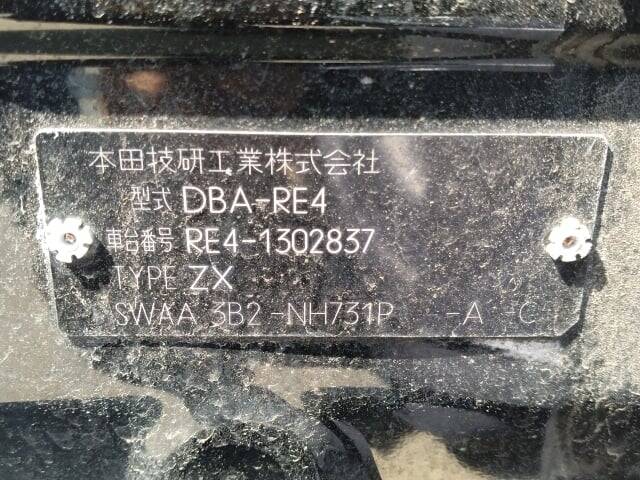 本田技研工業株式会社
型式 DBA-RE4
車台番号 RE4-1302837
TYPE ZX
SWAA 3B2 -NH731P -A -C